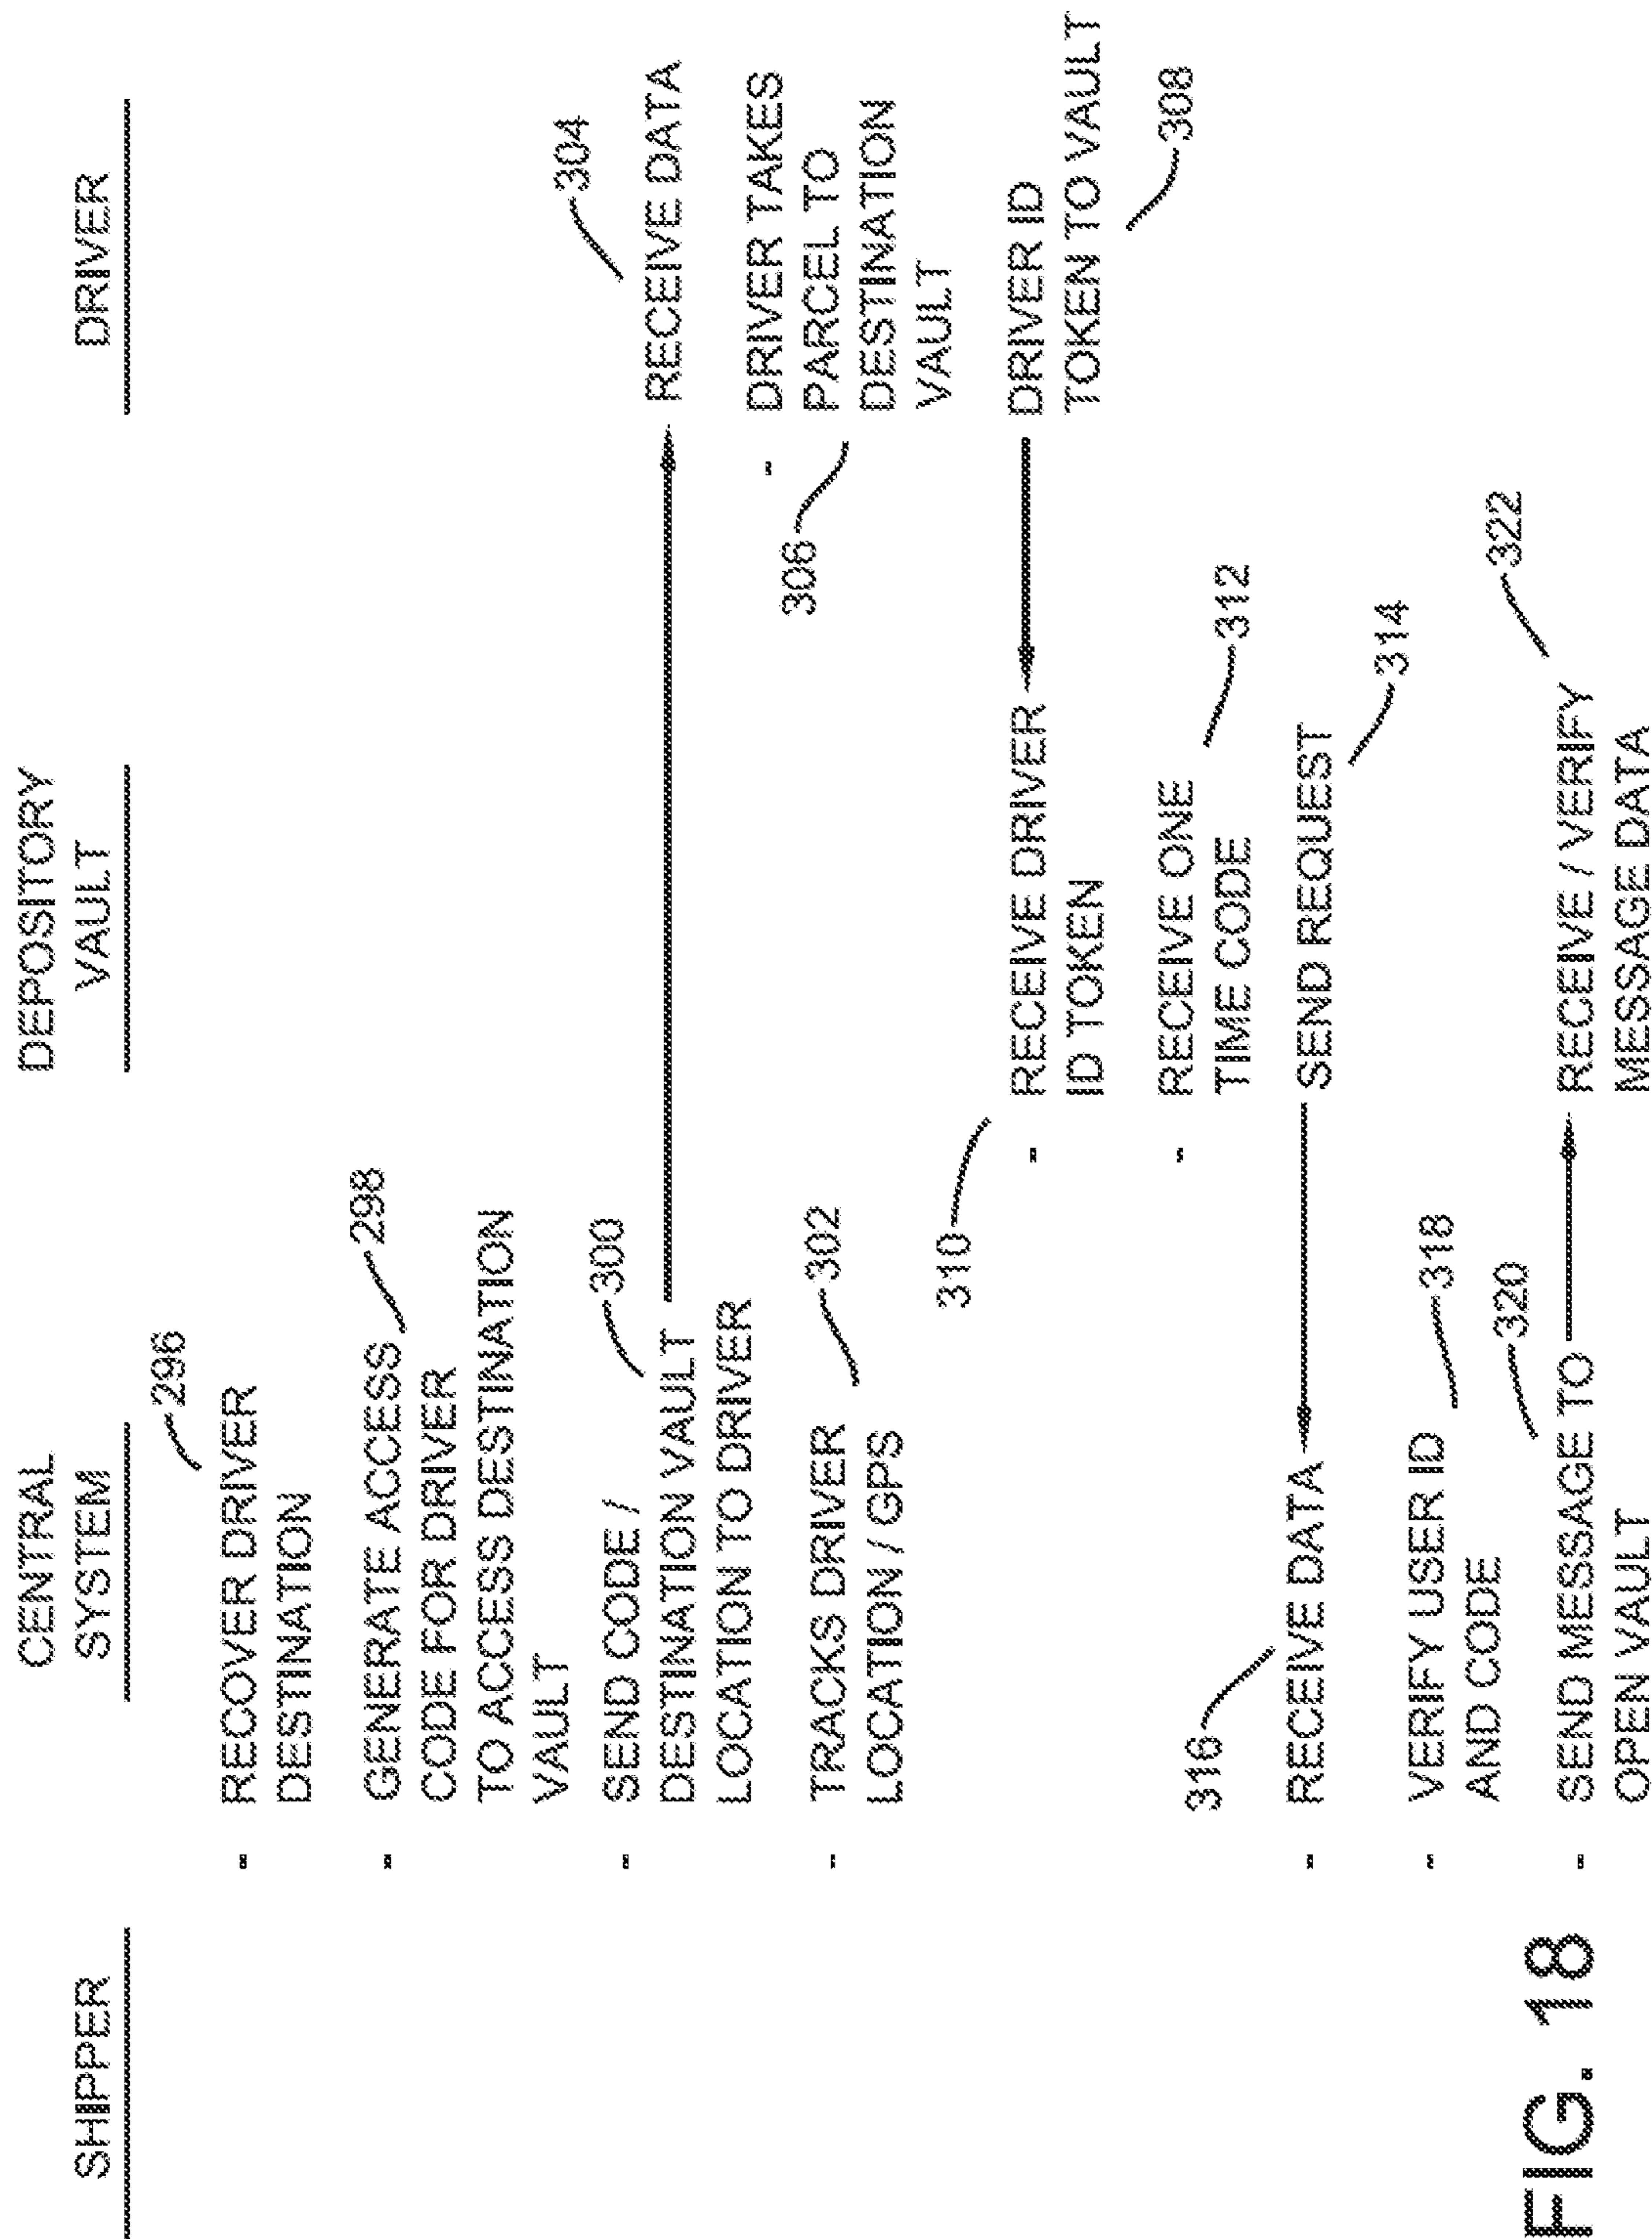 SHIPPER
CENTRAL
SYSTEM
DEPOSITORY
VAULT
DRIVER
296
RECOVER DRIVER
DESTINATION
298
GENERATE ACCESS
CODE FOR DRIVER
TO ACCESS DESTINATION
VAULT
300
SEND CODE /
DESTINATION VAULT
LOCATION TO DRIVER
304
RECEIVE DATA
302
TRACKS DRIVER
LOCATION / GPS
306
DRIVER TAKES
PARCEL TO
DESTINATION
VAULT
DRIVER ID
TOKEN TO VAULT
308
310
RECEIVE DRIVER
ID TOKEN
312
RECEIVE ONE
TIME CODE
SEND REQUEST
314
316
RECEIVE DATA
318
VERIFY USER ID
AND CODE
320
SEND MESSAGE TO
OPEN VAULT
322
RECEIVE / VERIFY
MESSAGE DATA
FIG. 18